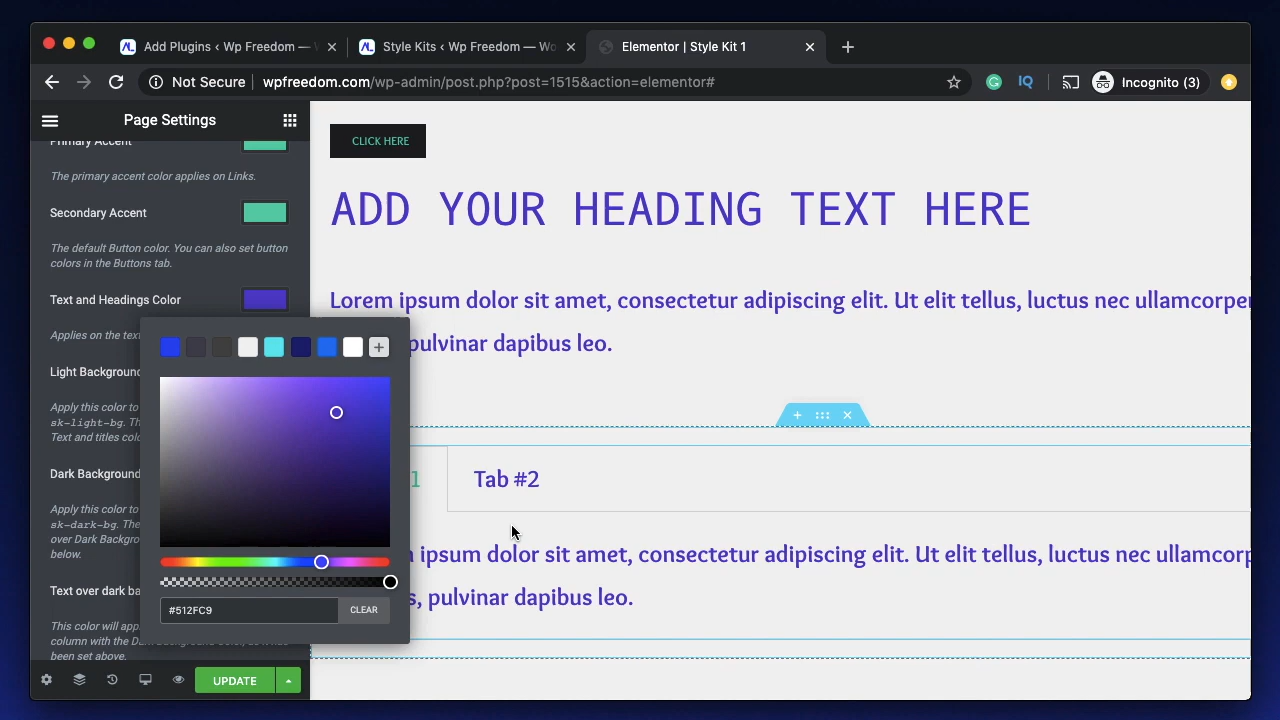 Add Plugins ‹ Wp Freedom — W
Style Kits ‹ Wp Freedom — Wo
Elementor | Style Kit 1
Not Secure
wpfreedom.com/wp-admin/post.php?post=1515&action=elementor#
IQ
Incognito (3)
Page Settings
Primary Accent
The primary accent color applies on Links.
Secondary Accent
The default Button color. You can also set button
colors in the Buttons tab.
Text and Headings Color
Applies on the text
Light Background
Apply this color to
sk-light-bg. Th
Text and titles colo
Dark Background
Apply this color to
sk-dark-bg. The
over Dark Backgro
below.
Text over dark ba
This color will app
column with the Dark Background Color, as it has
been set above.
#512FC9
CLEAR
UPDATE
CLICK HERE
ADD YOUR HEADING TEXT HERE
Lorem ipsum dolor sit amet, consectetur adipiscing elit. Ut elit tellus, luctus nec ullamcorper
pulvinar dapibus leo.
1
Tab #2
ipsum dolor sit amet, consectetur adipiscing elit. Ut elit tellus, luctus nec ullamcorp
s, pulvinar dapibus leo.